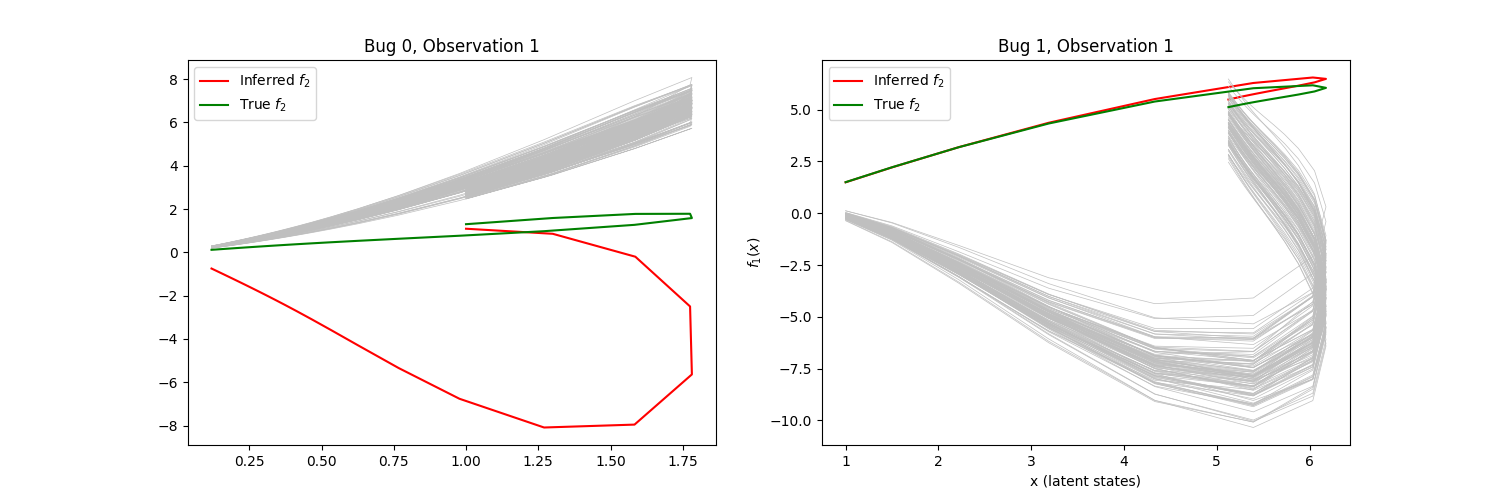 Bug 0, Observation 1
Inferred f₂
True f₂
8
6
4
2
0
−2
−4
−6
−8
0.25 0.50 0.75 1.00 1.25 1.50 1.75
Bug 1, Observation 1
Inferred f₂
True f₂
f₁(x)
5.0
2.5
0.0
−2.5
−5.0
−7.5
−10.0
1 2 3 4 5 6
x (latent states)